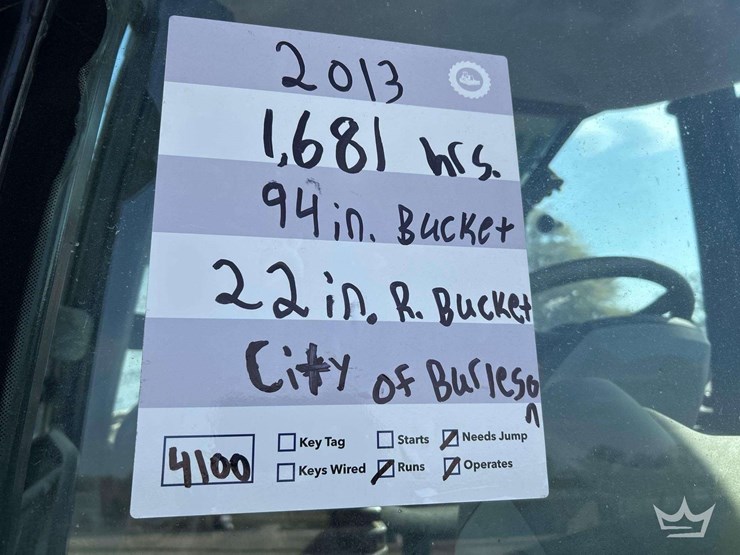 2013
1,681 hrs.
94 in. Bucket
22 in. R. Bucket
City of Burleson
4100
Key Tag
Starts
Needs Jump
Keys Wired
Runs
Operates